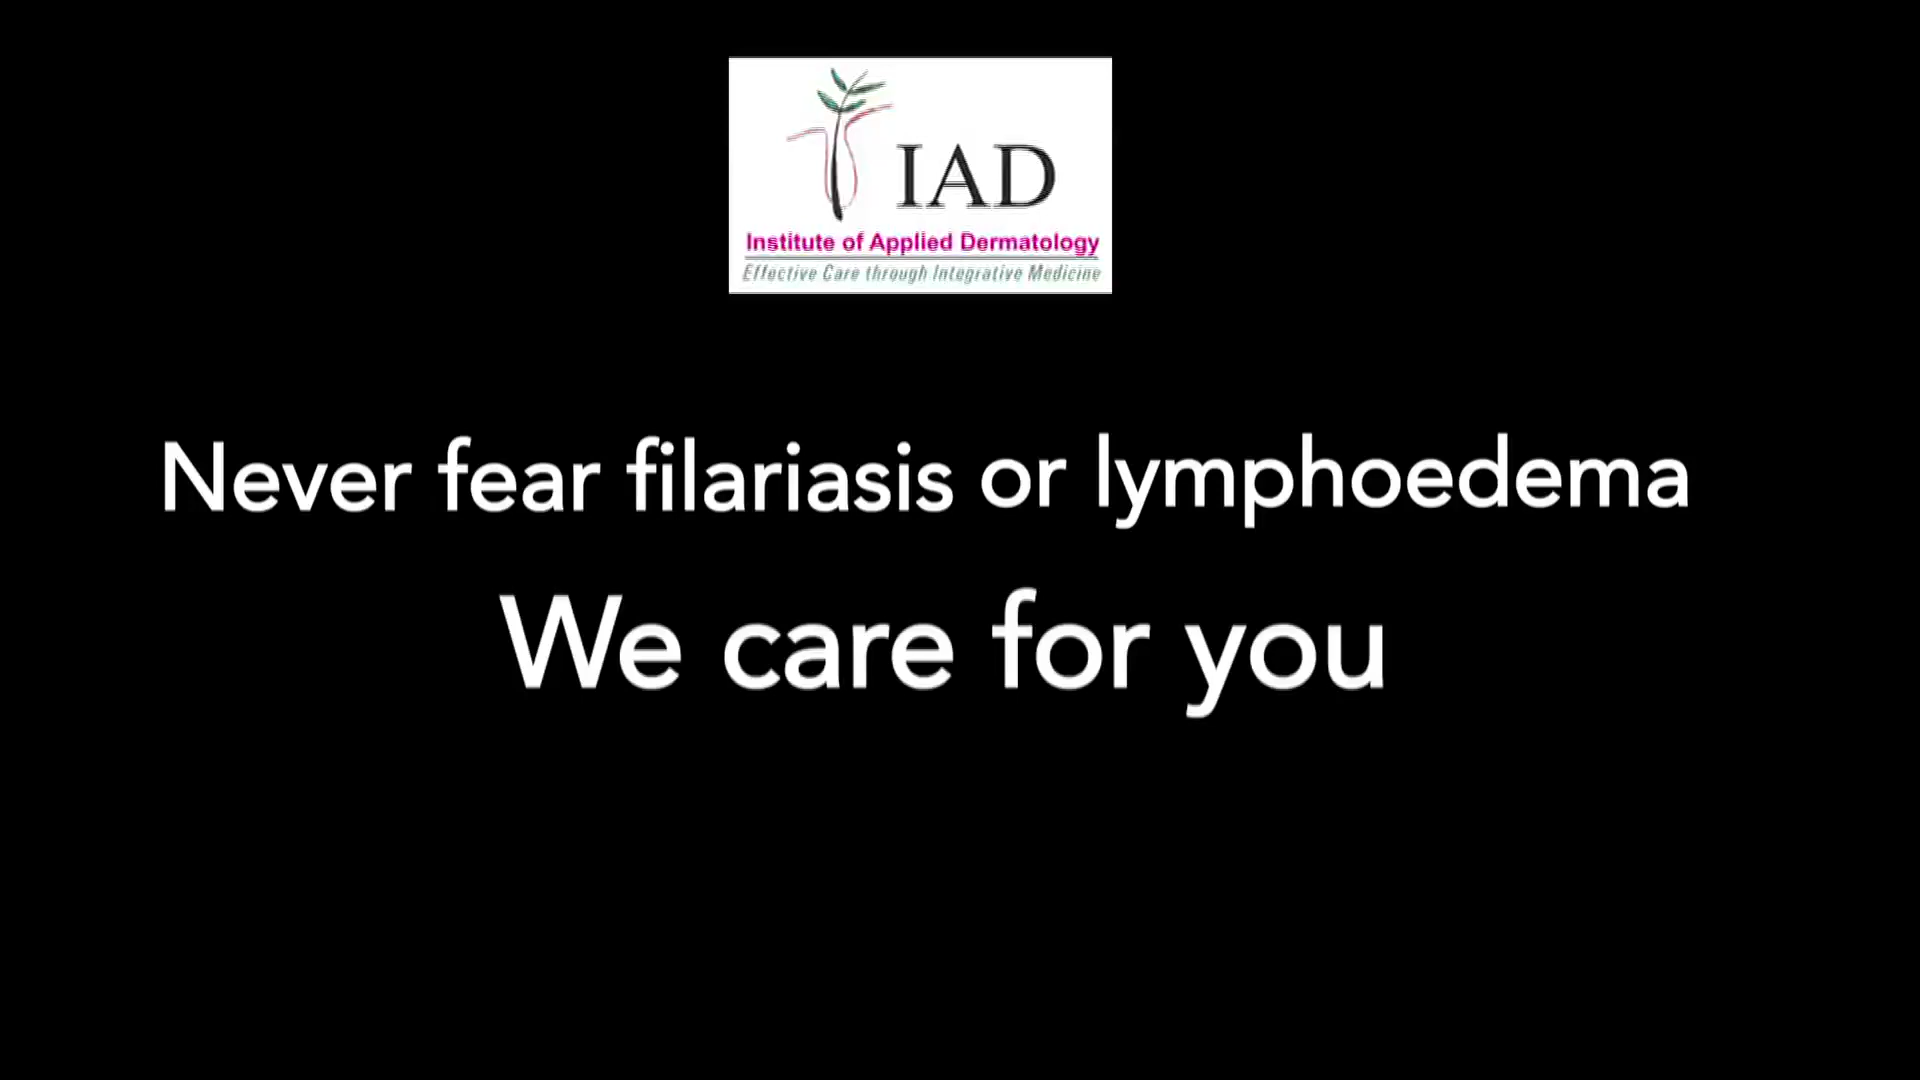 IAD
Institute of Applied Dermatology
Effective Care through Integrative Medicine
Never fear filariasis or lymphoedema
We care for you